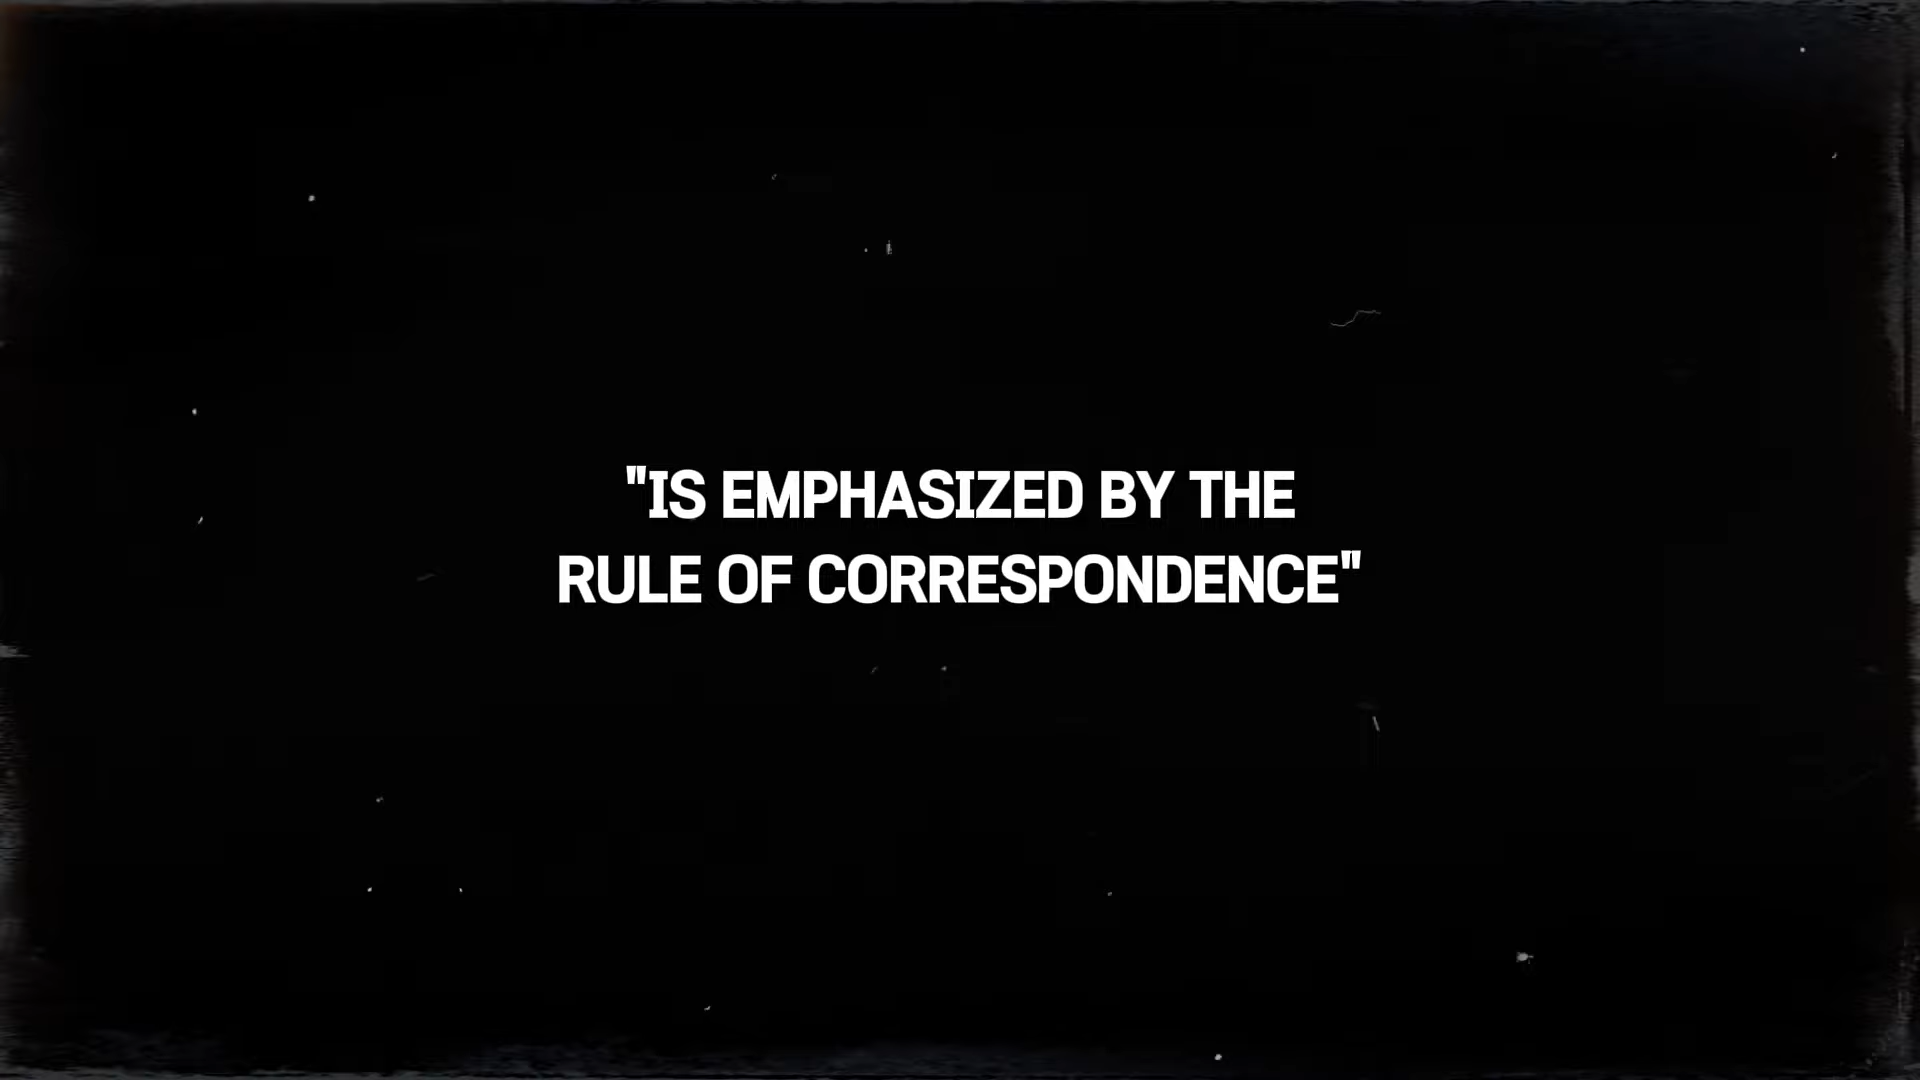 "IS EMPHASIZED BY THE
RULE OF CORRESPONDENCE"